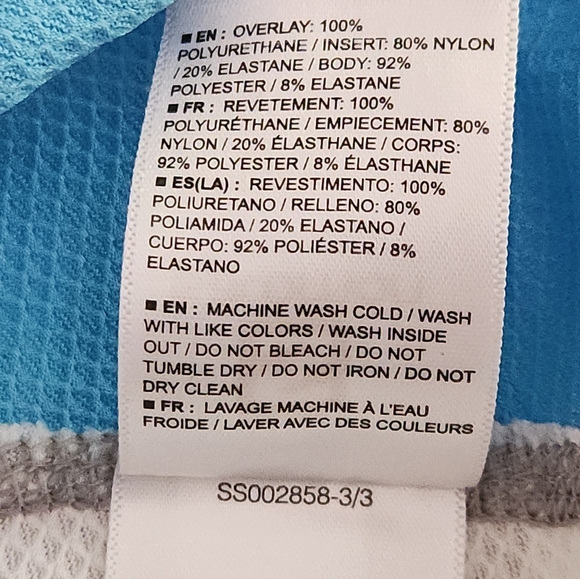 ■ EN : OVERLAY: 100%
POLYURETHANE / INSERT: 80% NYLON
/ 20% ELASTANE / BODY: 92%
POLYESTER / 8% ELASTANE
■ FR : REVETEMENT: 100%
POLYURÉTHANE / EMPIECEMENT: 80%
NYLON / 20% ÉLASTHANE / CORPS:
92% POLYESTER / 8% ÉLASTHANE
■ ES(LA) : REVESTIMENTO: 100%
POLIURETANO / RELLENO: 80%
POLIAMIDA / 20% ELASTANO /
CUERPO: 92% POLIÉSTER / 8%
ELASTANO
■ EN : MACHINE WASH COLD / WASH
WITH LIKE COLORS / WASH INSIDE
OUT / DO NOT BLEACH / DO NOT
TUMBLE DRY / DO NOT IRON / DO NOT
DRY CLEAN
■ FR : LAVAGE MACHINE À L'EAU
FROIDE / LAVER AVEC DES COULEURS
SS002858-3/3